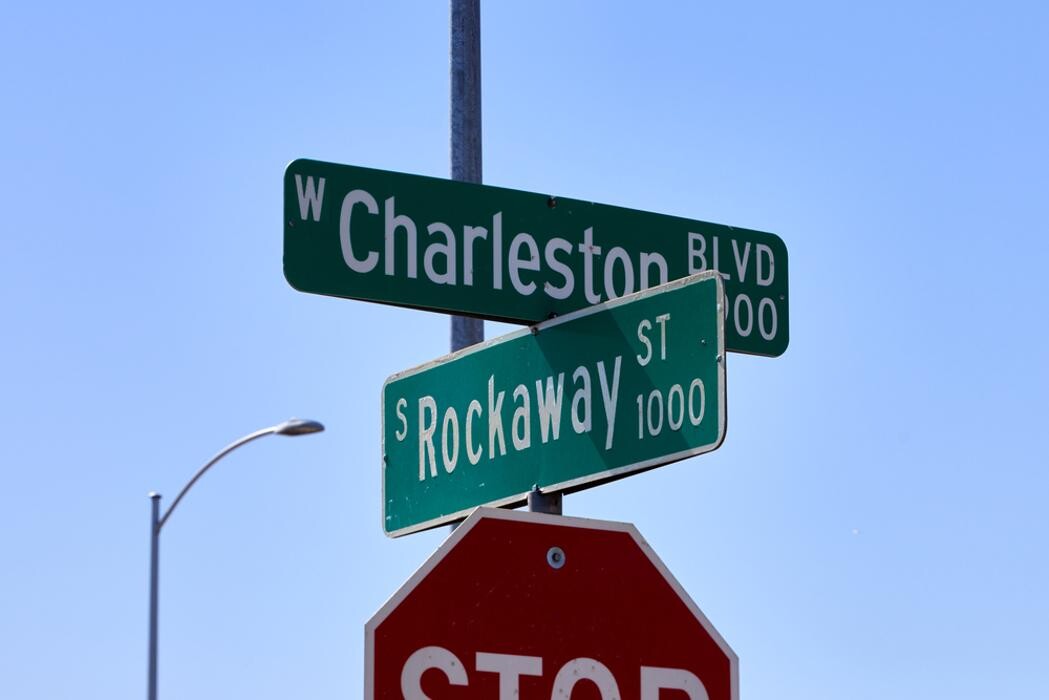 W Charleston BLVD
S Rockaway ST
1000
STOP